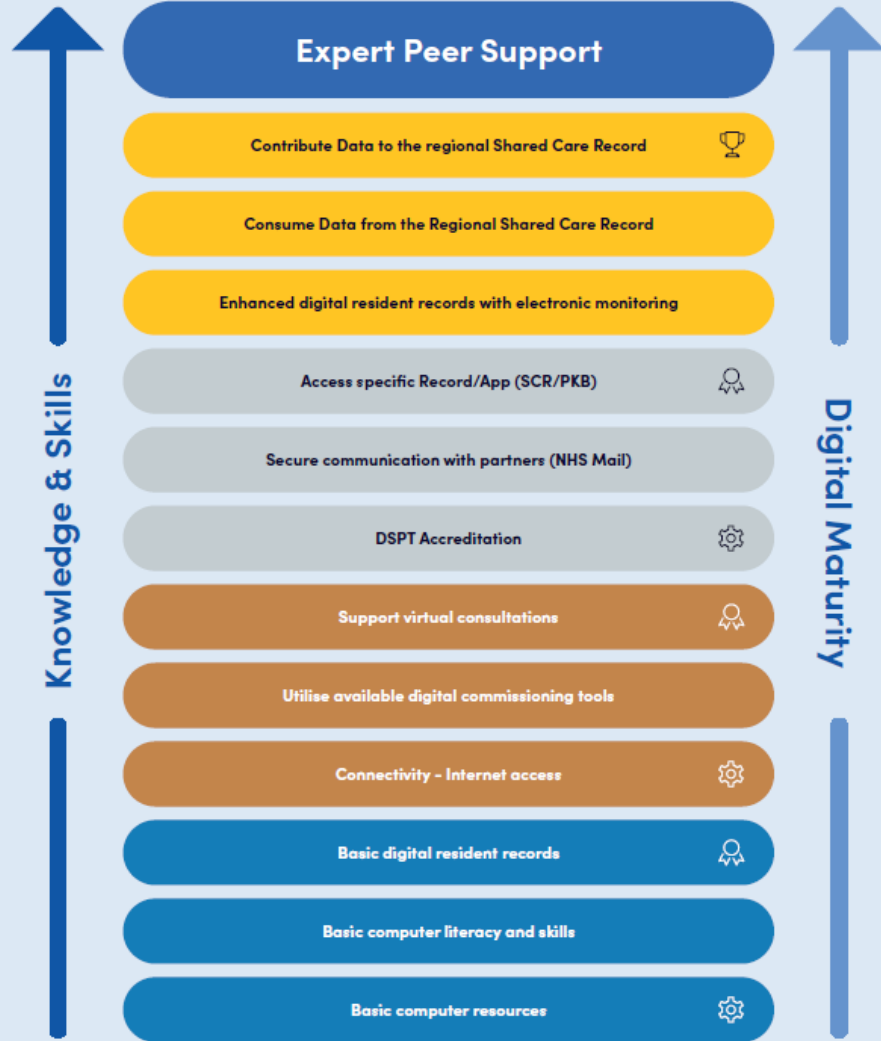 Expert Peer Support
Contribute Data to the regional Shared Care Record
Consume Data from the Regional Shared Care Record
Enhanced digital resident records with electronic monitoring
Access specific Record/App (SCR/PKB)
Secure communication with partners (NHS Mail)
DSPT Accreditation
Support virtual consultations
Utilise available digital commissioning tools
Connectivity - Internet access
Basic digital resident records
Basic computer literacy and skills
Basic computer resources
Knowledge & Skills
Digital Maturity